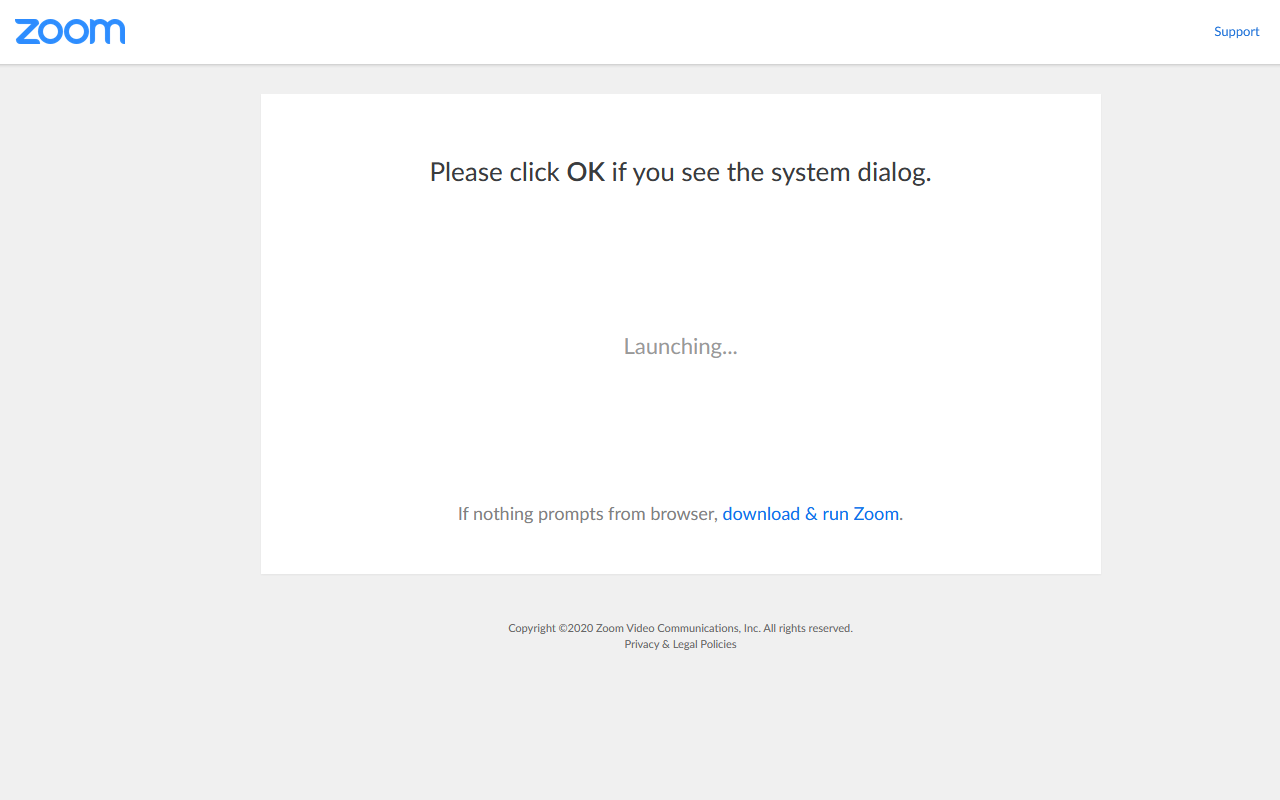 zoom
Support
Please click OK if you see the system dialog.
Launching...
If nothing prompts from browser, download & run Zoom.
Copyright ©2020 Zoom Video Communications, Inc. All rights reserved.
Privacy & Legal Policies